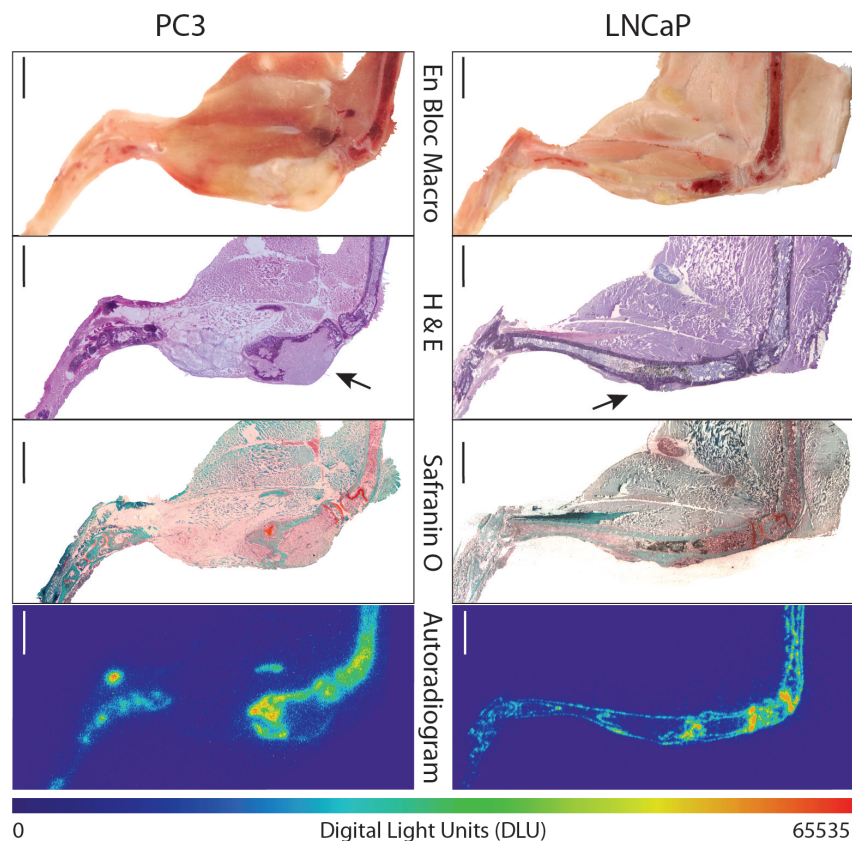 PC3
LNCaP
En Bloc Macro
H & E
Safranin O
Autoradiogram
0
Digital Light Units (DLU)
65535